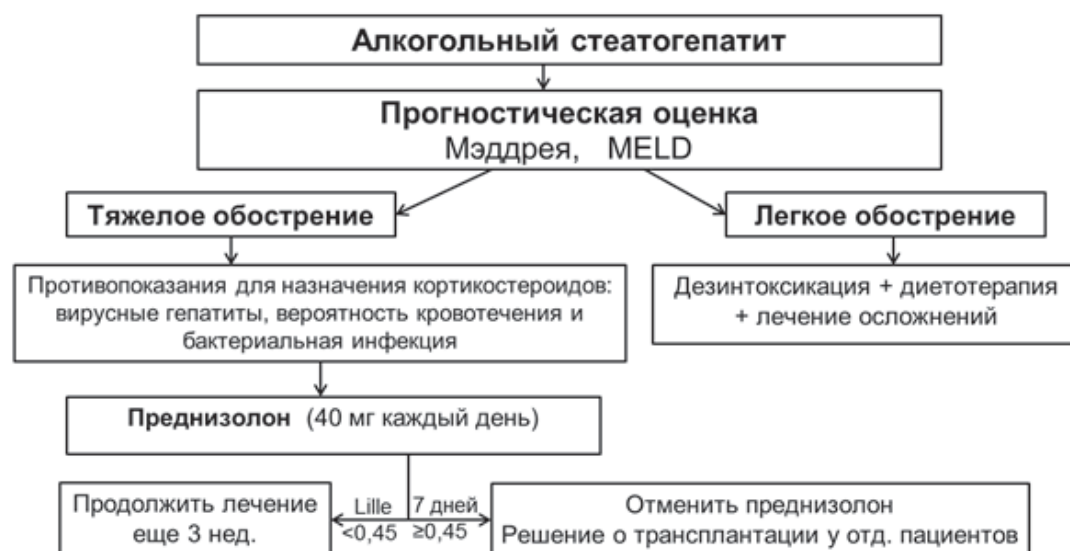 Алкогольный стеатогепатит
Прогностическая оценка
Мэддрея, MELD
Тяжелое обострение
Легкое обострение
Противопоказания для назначения кортикостероидов:
вирусные гепатиты, вероятность кровотечения и
бактериальная инфекция
Дезинтоксикация + диетотерапия
+ лечение осложнений
Преднизолон (40 мг каждый день)
Продолжить лечение
еще 3 нед.
Lille
<0,45
7 дней
≥0,45
Отменить преднизолон
Решение о трансплантации у отд. пациентов